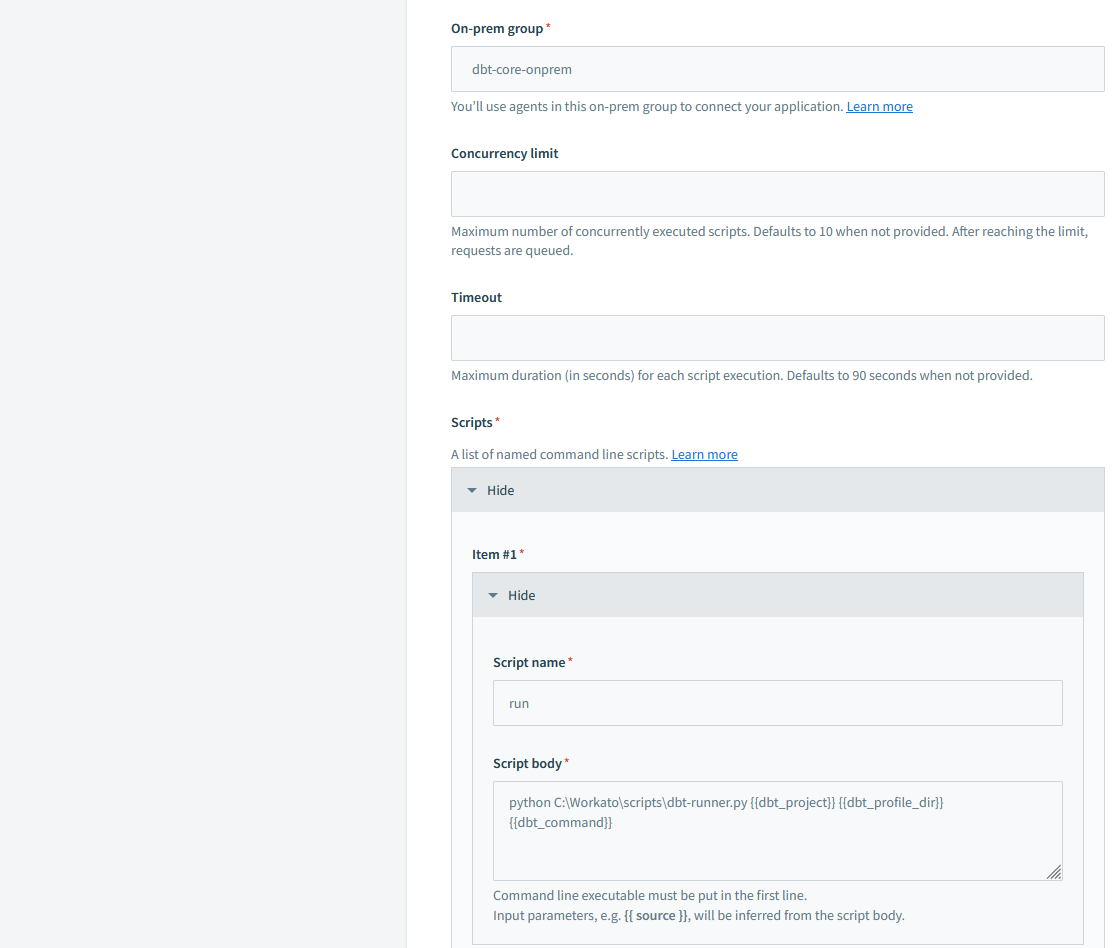 On-prem group *
dbt-core-onprem
You'll use agents in this on-prem group to connect your application. Learn more
Concurrency limit
Maximum number of concurrently executed scripts. Defaults to 10 when not provided. After reaching the limit,
requests are queued.
Timeout
Maximum duration (in seconds) for each script execution. Defaults to 90 seconds when not provided.
Scripts *
A list of named command line scripts. Learn more
Hide
Item #1 *
Hide
Script name *
run
Script body *
python C:\Workato\scripts\dbt-runner.py {{dbt_project}} {{dbt_profile_dir}}
{{dbt_command}}
Command line executable must be put in the first line.
Input parameters, e.g. {{ source }}, will be inferred from the script body.